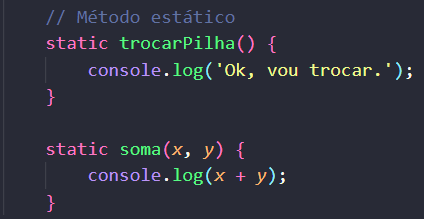 // Método estático
static trocarPilha() {
console.log('Ok, vou trocar.');
}
static soma(x, y) {
console.log(x + y);
}